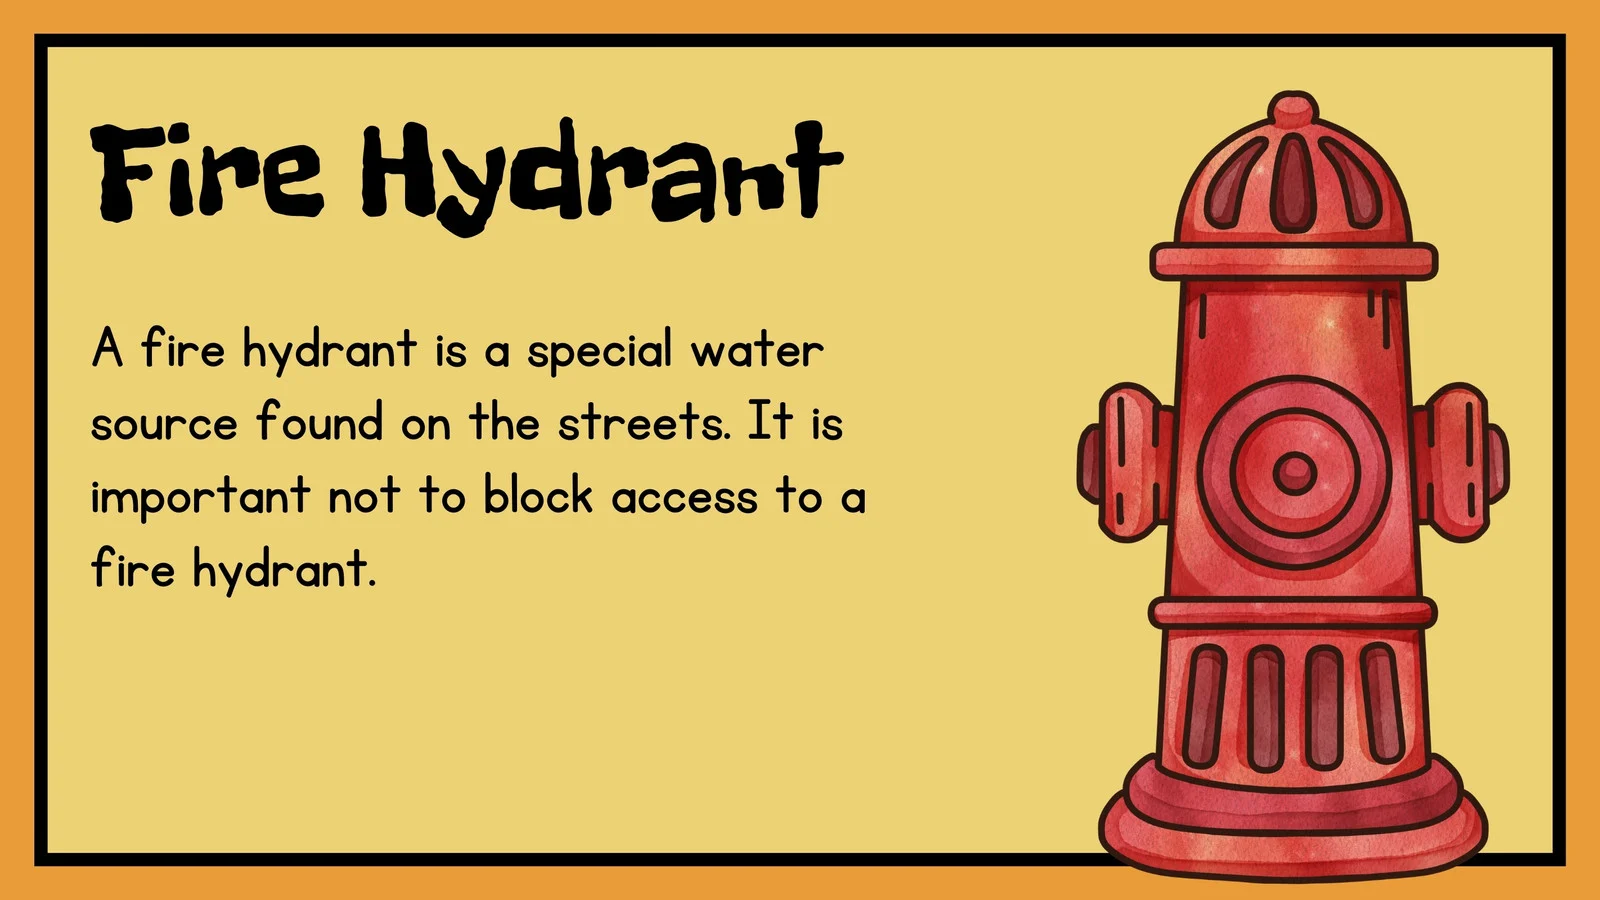 Fire Hydrant
A fire hydrant is a special water
source found on the streets. It is
important not to block access to a
fire hydrant.